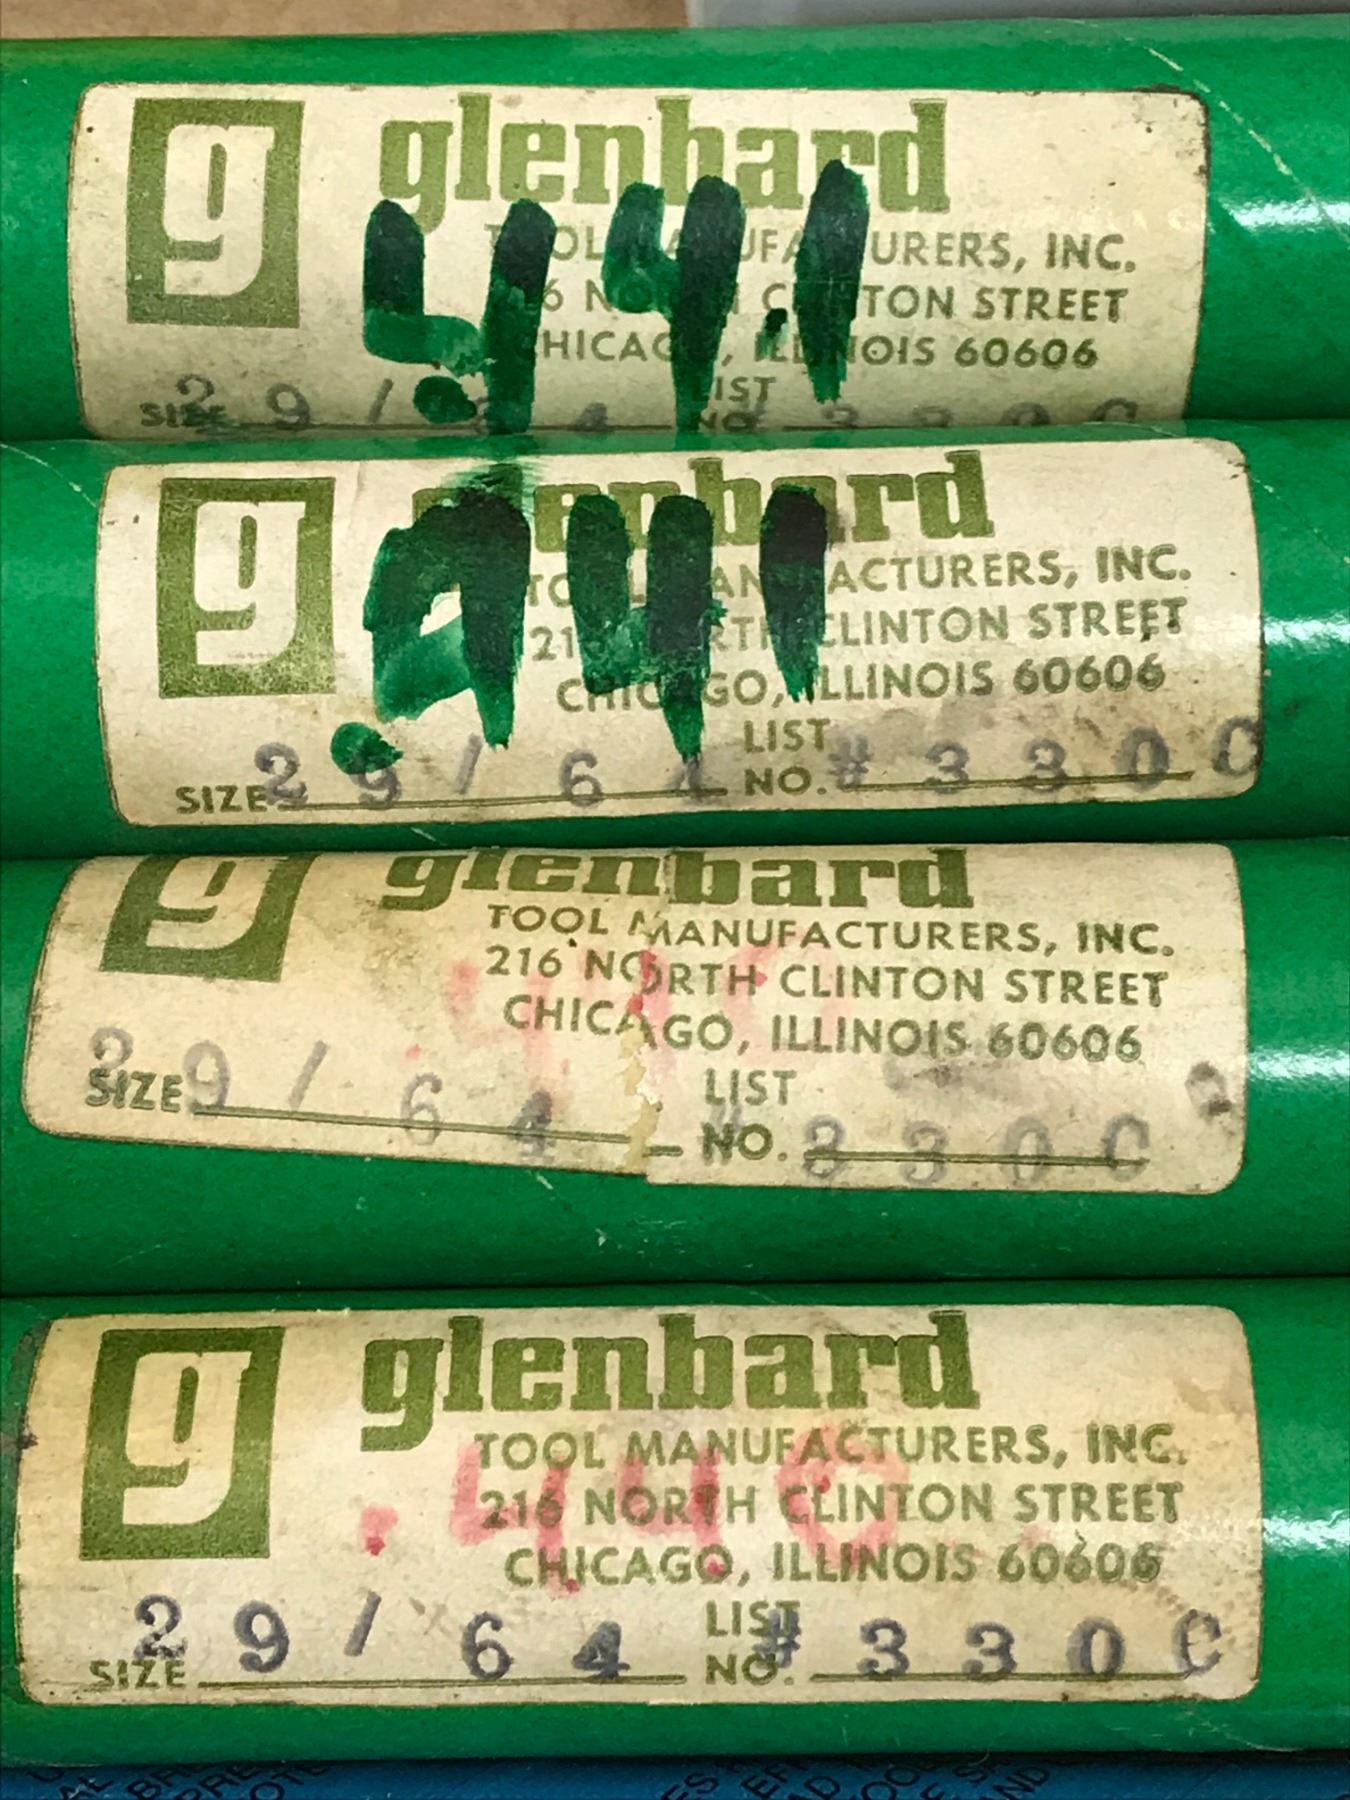 g glenbard
TOOL MANUFACTURERS, INC.
216 NORTH CLINTON STREET
CHICAGO, ILLINOIS 60606
.441
LIST
SIZE 29/64 NO. #3300
g glenbard
TOOL MANUFACTURERS, INC.
216 NORTH CLINTON STREET
CHICAGO, ILLINOIS 60606
.441
LIST
SIZE 29/64 NO. #3300
g glenbard
TOOL MANUFACTURERS, INC.
216 NORTH CLINTON STREET
CHICAGO, ILLINOIS 60606
LIST
SIZE 29/64 NO. #3300
g glenbard
TOOL MANUFACTURERS, INC.
216 NORTH CLINTON STREET
CHICAGO, ILLINOIS 60606
.440
LIST
SIZE 29/64 NO. #3300